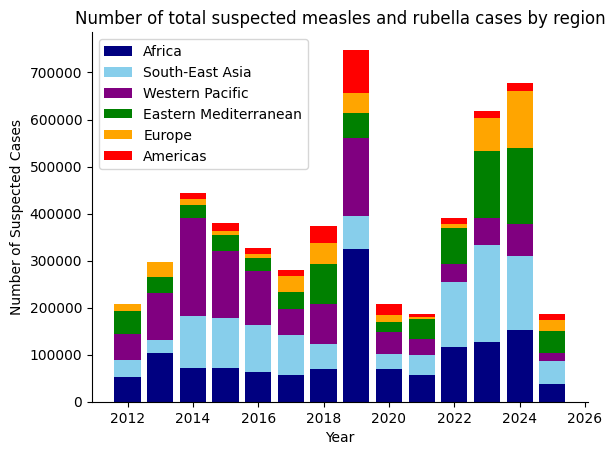 Number of total suspected measles and rubella cases by region
Africa
South-East Asia
Western Pacific
Eastern Mediterranean
Europe
Americas
Number of Suspected Cases
700000
600000
500000
400000
300000
200000
100000
0
2012 2014 2016 2018 2020 2022 2024 2026
Year